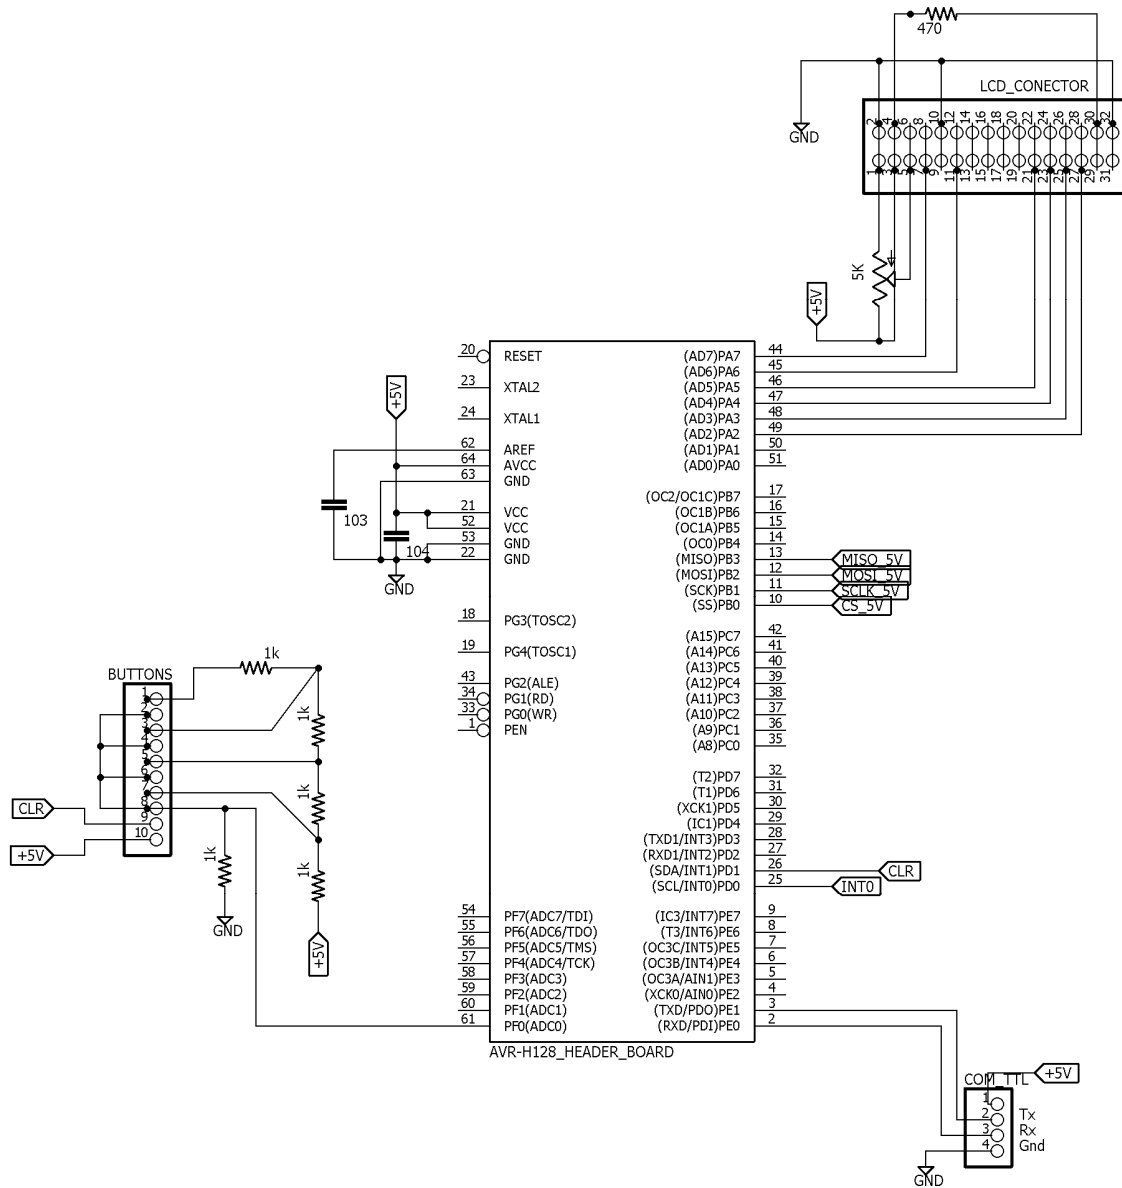 470
LCD_CONECTOR
2 4 6 8 10 12 14 16 18 20 22 24 26 28 30 32
GND
1 3 5 7 9 11 13 15 17 19 21 23 25 27 29 31
5K
+5V
20 RESET (AD7)PA7 44
(AD6)PA6 45
23 XTAL2 (AD5)PA5 46
+5V
(AD4)PA4 47
24 XTAL1 (AD3)PA3 48
(AD2)PA2 49
62 AREF (AD1)PA1 50
64 AVCC (AD0)PA0 51
63 GND
(OC2/OC1C)PB7 17
21 VCC (OC1B)PB6 16
103
52 VCC (OC1A)PB5 15
53 GND (OC0)PB4 14
104
22 GND (MISO)PB3 13 MISO_5V
(MOSI)PB2 12 MOSI_5V
GND
(SCK)PB1 11 SCLK_5V
(SS)PB0 10 CS_5V
18 PG3(TOSC2)
(A15)PC7 42
19 PG4(TOSC1) (A14)PC6 41
(A13)PC5 40
43 PG2(ALE) (A12)PC4 39
34 PG1(RD) (A11)PC3 38
33 PG0(WR) (A10)PC2 37
1 PEN (A9)PC1 36
(A8)PC0 35
1k
BUTTONS
1
2
3
4
5
6
7
8
9
10
1k
1k
1k
1k
CLR
+5V
GND
+5V
(T2)PD7 32
(T1)PD6 31
(XCK1)PD5 30
(IC1)PD4 29
(TXD1/INT3)PD3 28
(RXD1/INT2)PD2 27
(SDA/INT1)PD1 26 CLR
(SCL/INT0)PD0 25 INT0
54 PF7(ADC7/TDI) (IC3/INT7)PE7 9
55 PF6(ADC6/TDO) (T3/INT6)PE6 8
56 PF5(ADC5/TMS) (OC3C/INT5)PE5 7
57 PF4(ADC4/TCK) (OC3B/INT4)PE4 6
58 PF3(ADC3) (OC3A/AIN1)PE3 5
59 PF2(ADC2) (XCK0/AIN0)PE2 4
60 PF1(ADC1) (TXD/PDO)PE1 3
61 PF0(ADC0) (RXD/PDI)PE0 2
AVR-H128_HEADER_BOARD
COM_TTL +5V
1
2 Tx
3 Rx
4 Gnd
GND